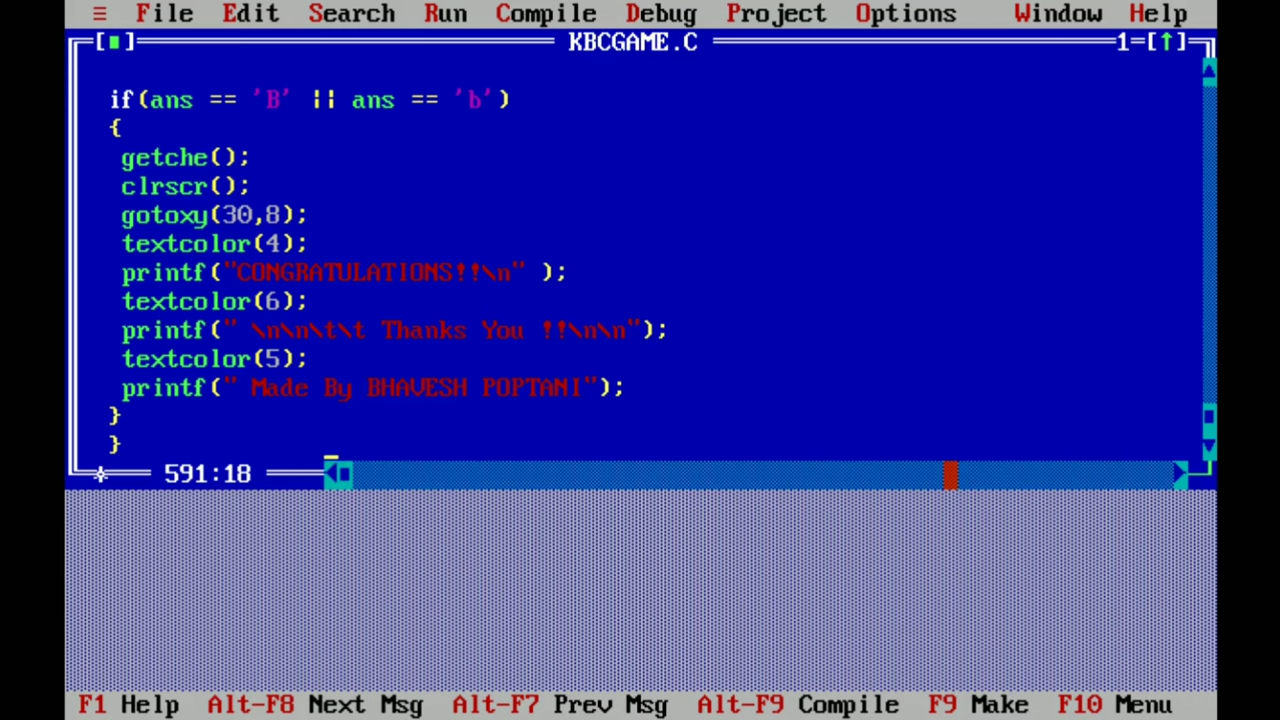 ≡ File Edit Search Run Compile Debug Project Options Window Help
[■] KBCGAME.C 1=[↑]
if(ans == 'B' || ans == 'b')
{
getche();
clrscr();
gotoxy(30,8);
textcolor(4);
printf("CONGRATULATIONS!!\n" );
textcolor(6);
printf(" \n\n\t\t Thanks You !!\n\n");
textcolor(5);
printf(" Made By BHAVESH POPTANI");
}
}
591:18
F1 Help Alt-F8 Next Msg Alt-F7 Prev Msg Alt-F9 Compile F9 Make F10 Menu